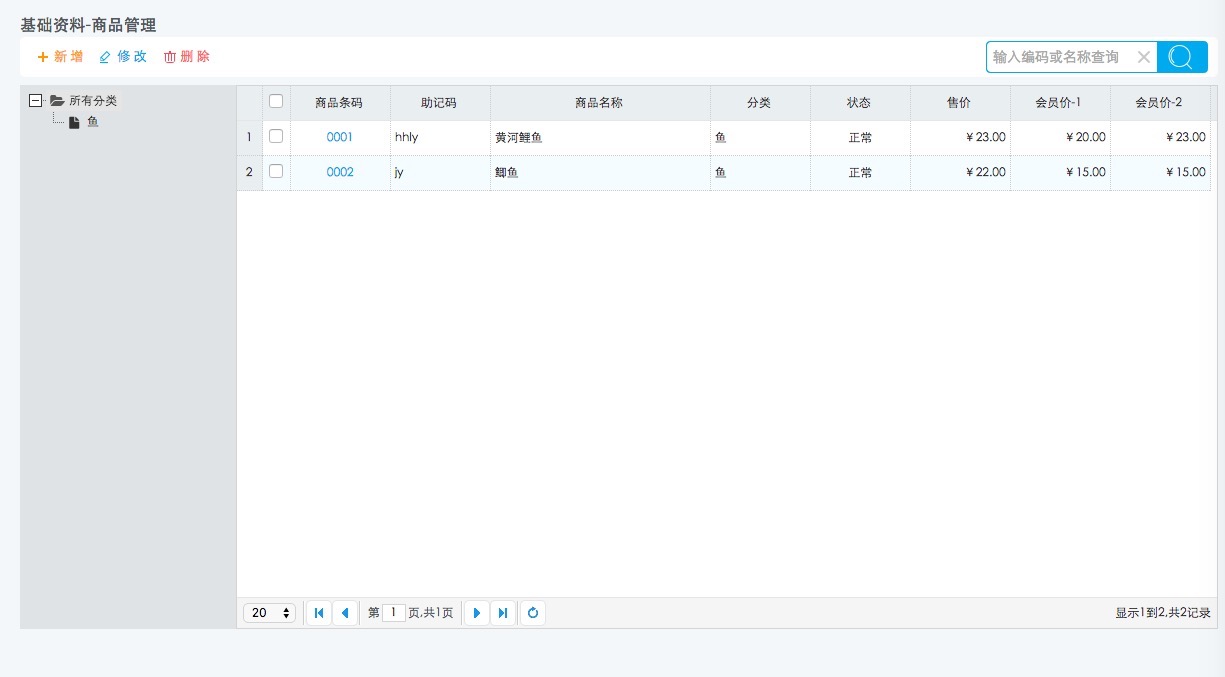 基础资料-商品管理
新增 修改 删除 输入编码或名称查询
所有分类
鱼
商品条码 助记码 商品名称 分类 状态 售价 会员价-1 会员价-2
1 0001 hhly 黄河鲤鱼 鱼 正常 ¥23.00 ¥20.00 ¥23.00
2 0002 jy 鲫鱼 鱼 正常 ¥22.00 ¥15.00 ¥15.00
20 第 1 页,共1页 显示1到2,共2记录